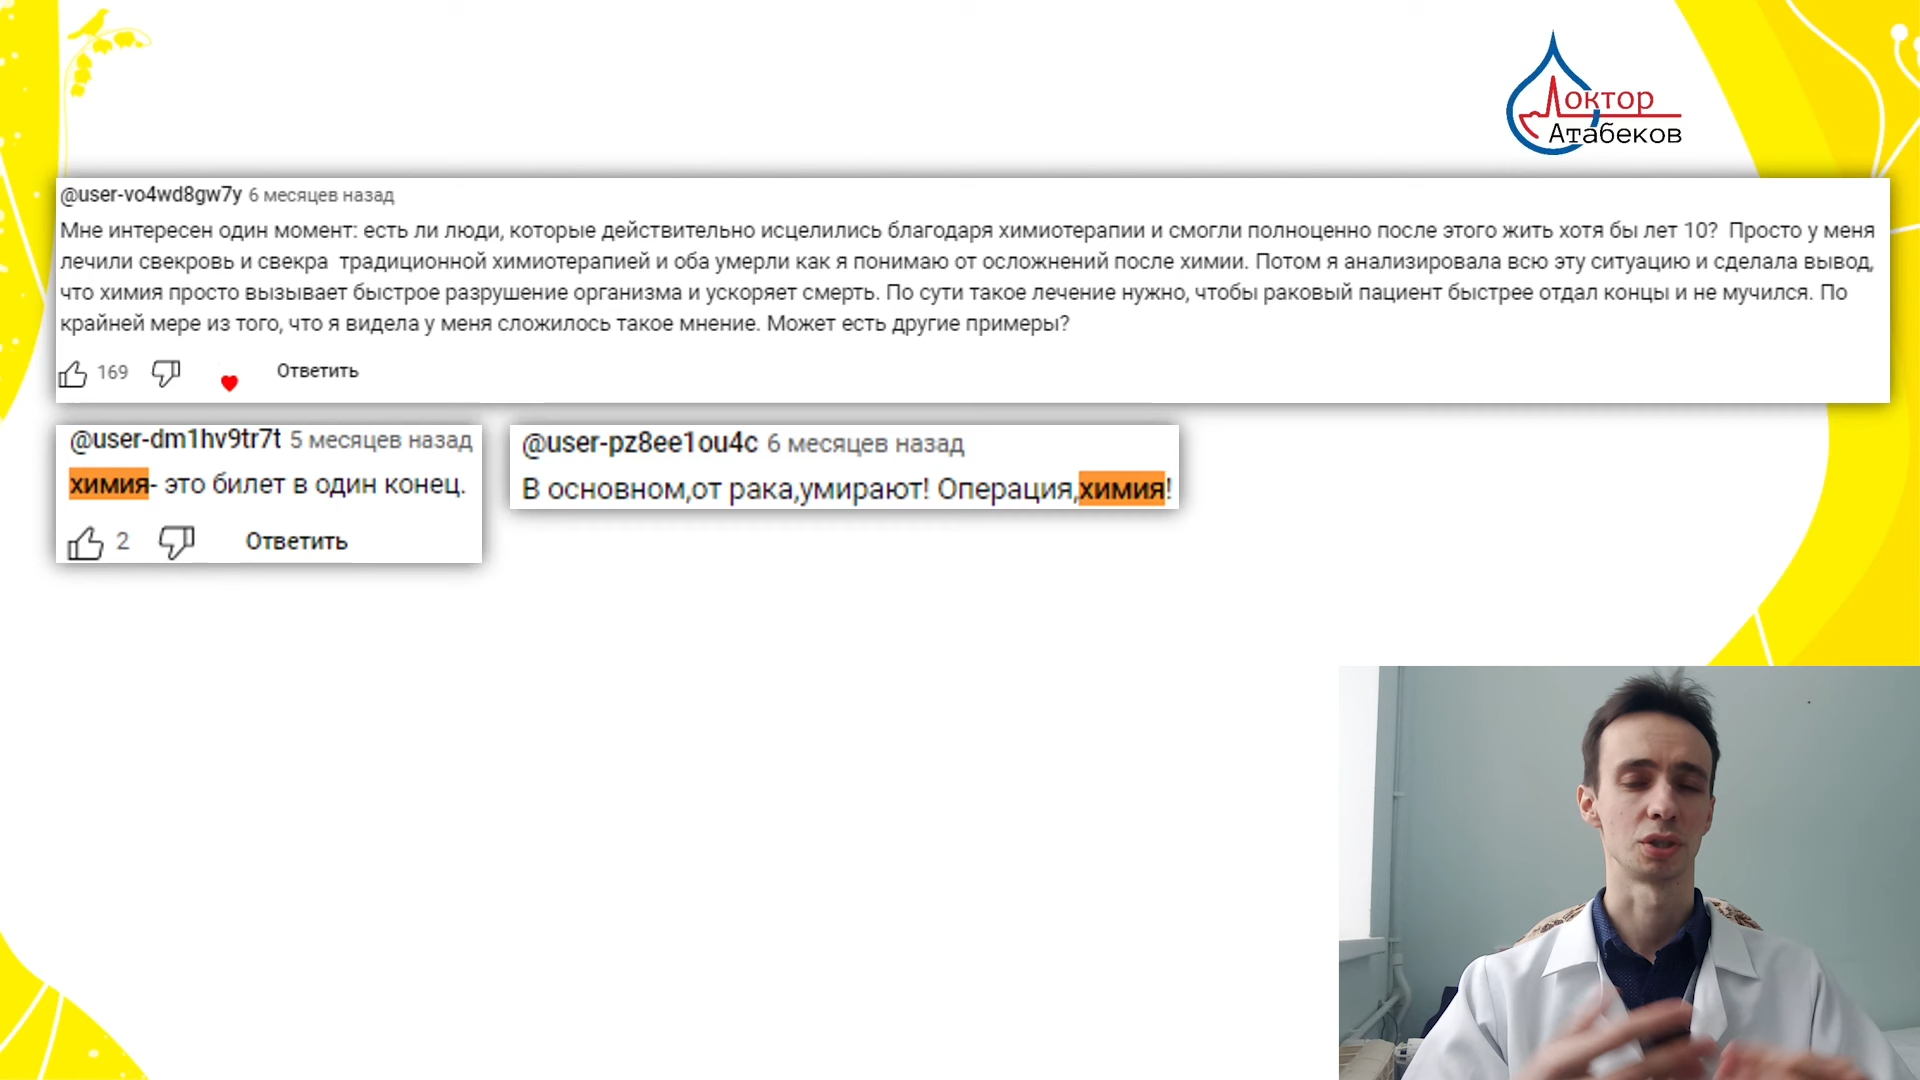 Доктор
Атабеков
@user-vo4wd8gw7y 6 месяцев назад
Мне интересен один момент: есть ли люди, которые действительно исцелились благодаря химиотерапии и смогли полноценно после этого жить хотя бы лет 10? Просто у меня
лечили свекровь и свекра традиционной химиотерапией и оба умерли как я понимаю от осложнений после химии. Потом я анализировала всю эту ситуацию и сделала вывод,
что химия просто вызывает быстрое разрушение организма и ускоряет смерть. По сути такое лечение нужно, чтобы раковый пациент быстрее отдал концы и не мучился. По
крайней мере из того, что я видела у меня сложилось такое мнение. Может есть другие примеры?
169 Ответить
@user-dm1hv9tr7t 5 месяцев назад
химия- это билет в один конец.
2 Ответить
@user-pz8ee1ou4c 6 месяцев назад
В основном,от рака,умирают! Операция,химия!